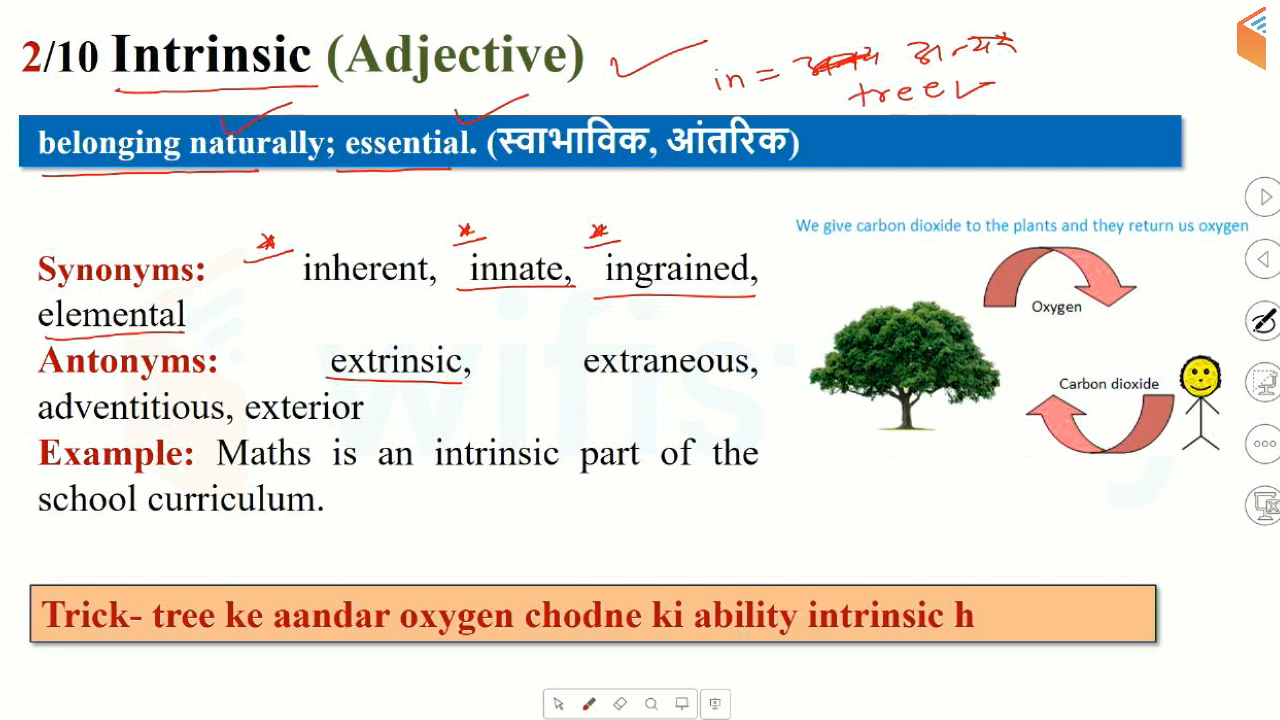 2/10 Intrinsic (Adjective)
in =
tree
belonging naturally; essential. (स्वाभाविक, आंतरिक)
We give carbon dioxide to the plants and they return us oxygen
Synonyms: inherent, innate, ingrained,
elemental
Oxygen
Antonyms: extrinsic, extraneous,
adventitious, exterior
Carbon dioxide
Example: Maths is an intrinsic part of the
school curriculum.
Trick- tree ke aandar oxygen chodne ki ability intrinsic h